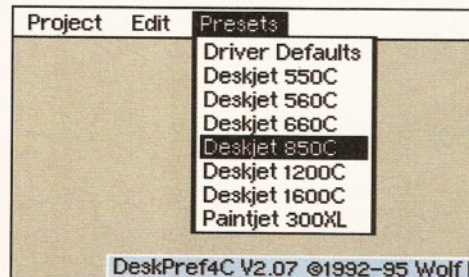 Project Edit Presets
Driver Defaults
Deskjet 550C
Deskjet 560C
Deskjet 660C
Deskjet 850C
Deskjet 1200C
Deskjet 1600C
Paintjet 300XL
DeskPref4C V2.07 ©1992-95 Wolf